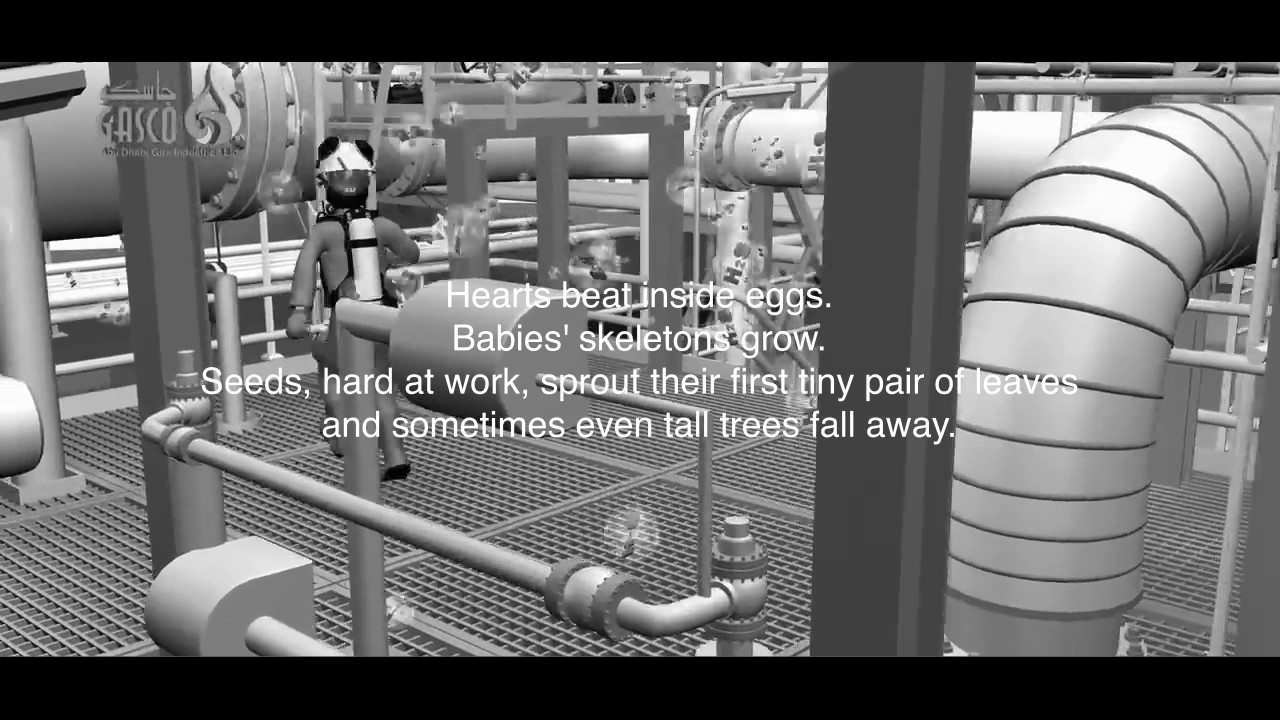 جاسكو
GASCO
Abu Dhabi Gas Industries Ltd
H2S
Hearts beat inside eggs.
Babies' skeletons grow.
Seeds, hard at work, sprout their first tiny pair of leaves
and sometimes even tall trees fall away.